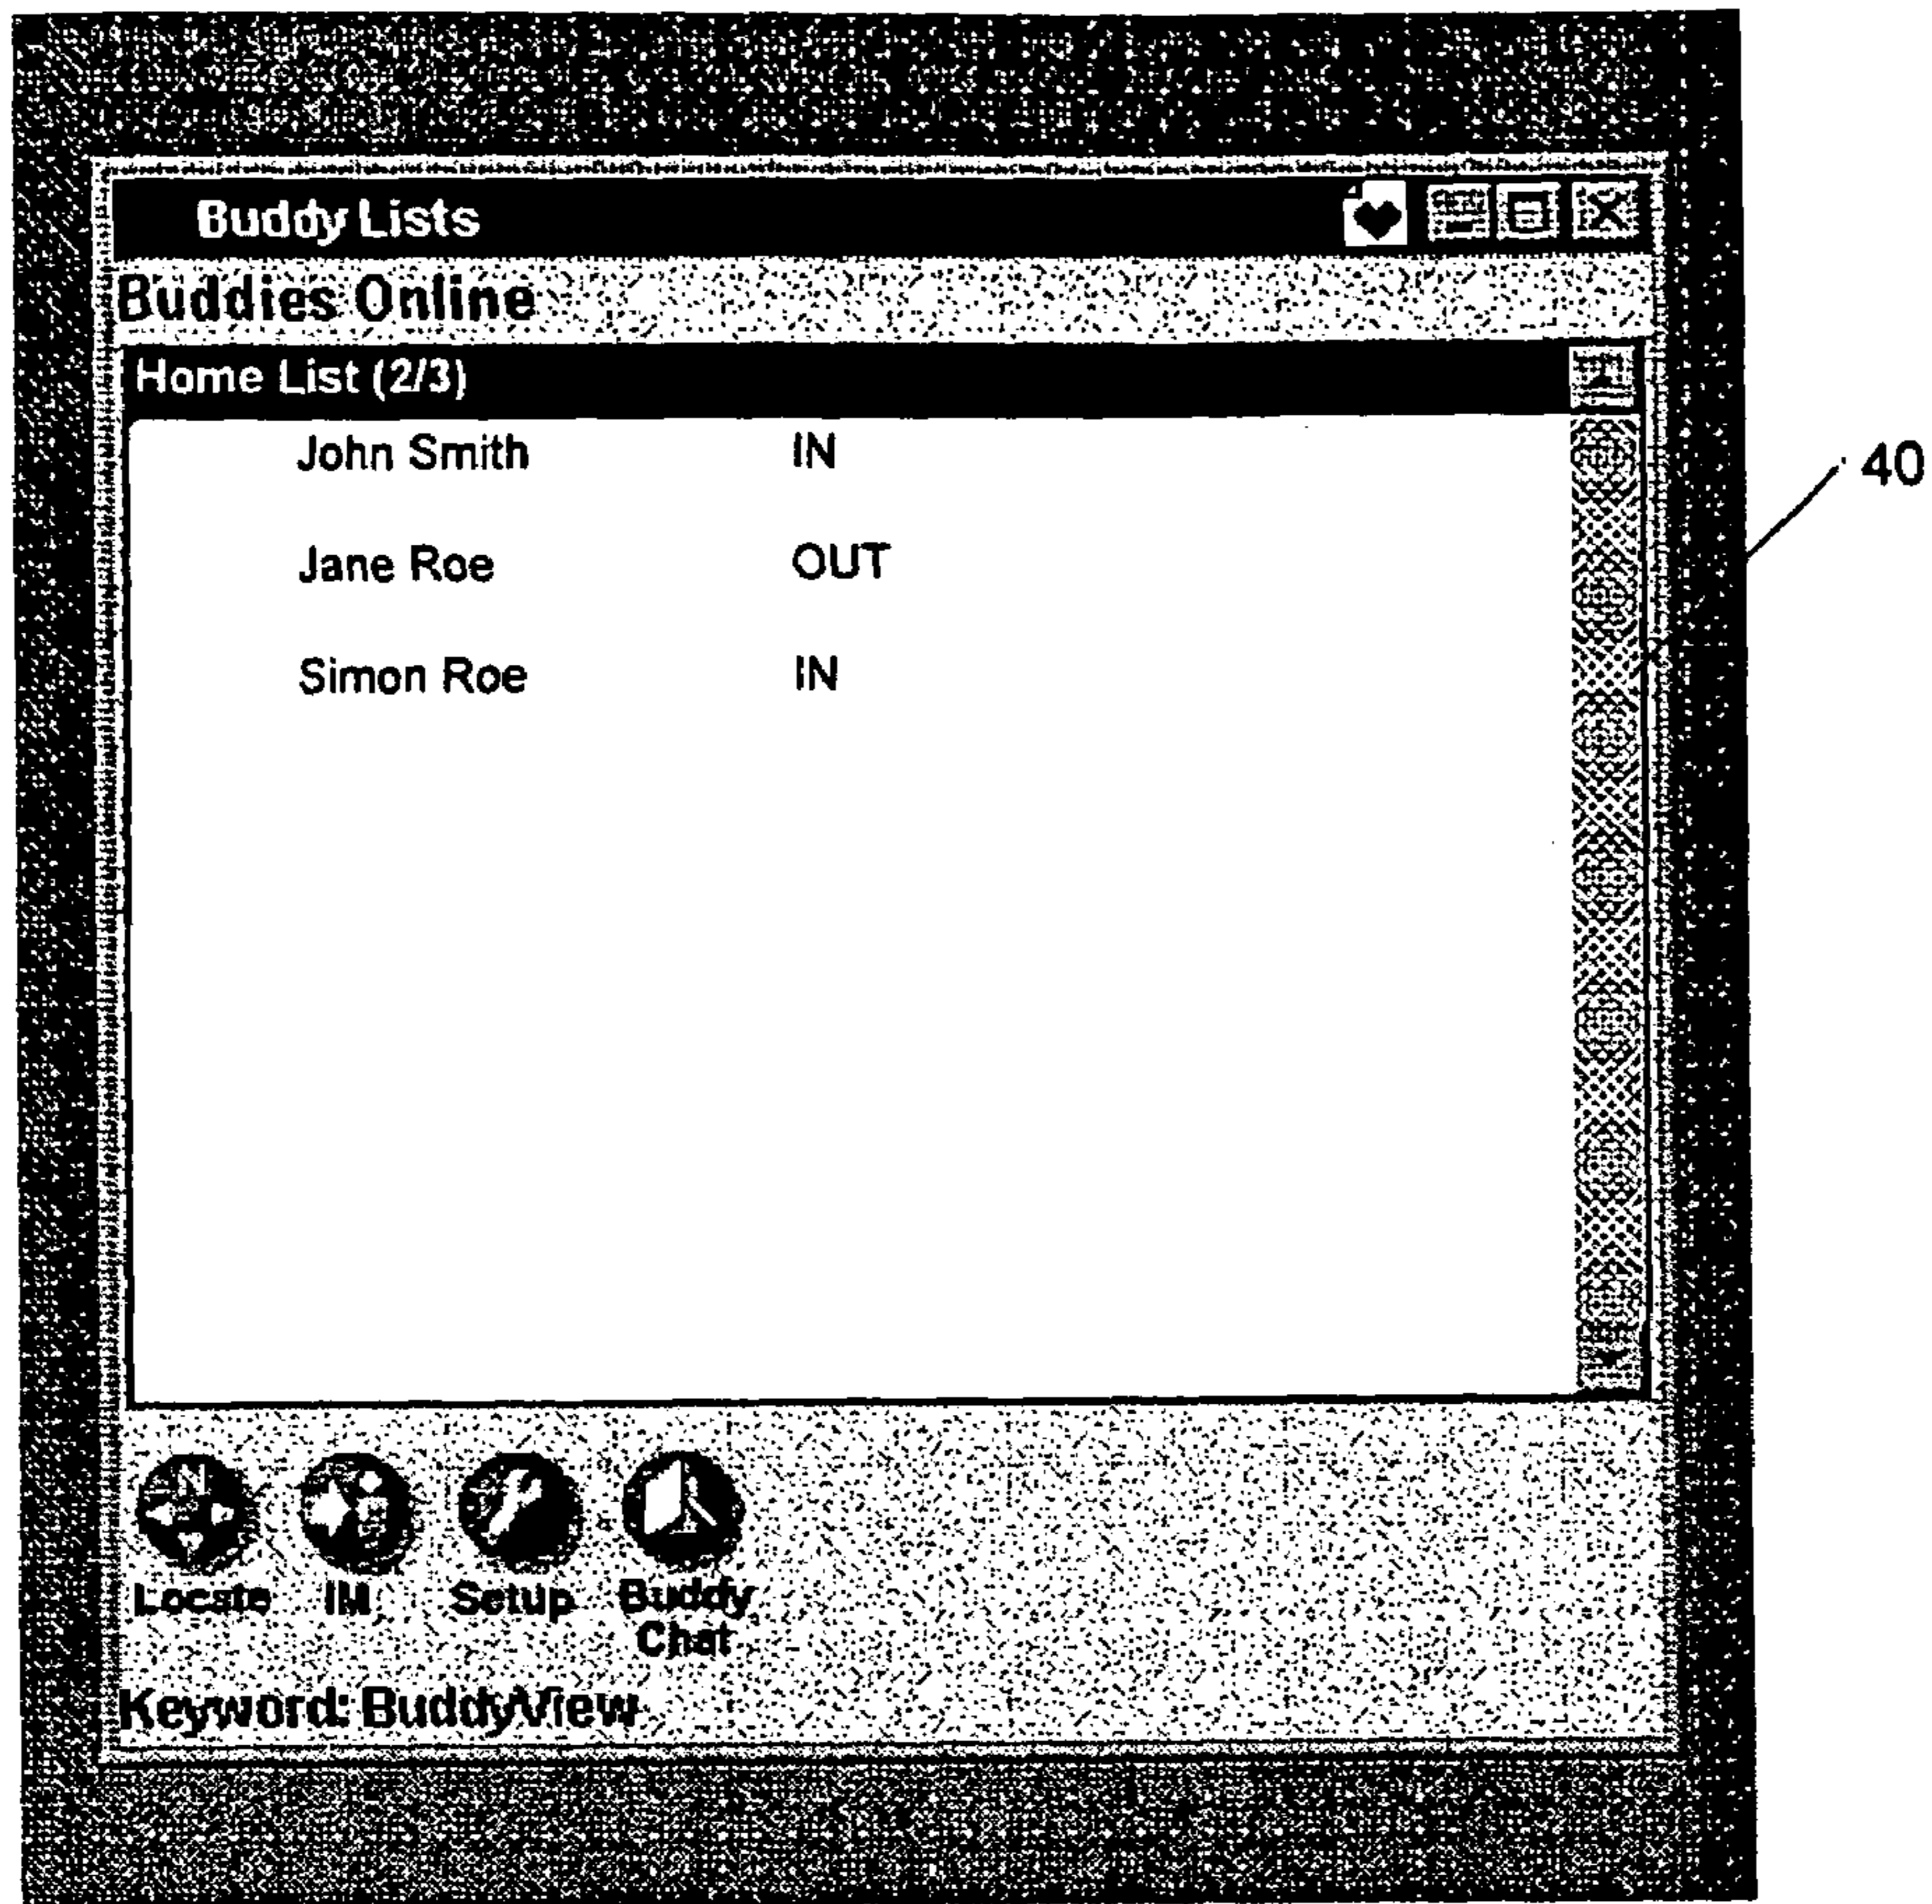 Buddy Lists
Buddies Online
Home List (2/3)
John Smith IN
Jane Roe OUT
Simon Roe IN
40
N
Locate IM Setup Buddy Chat
Keyword: BuddyView